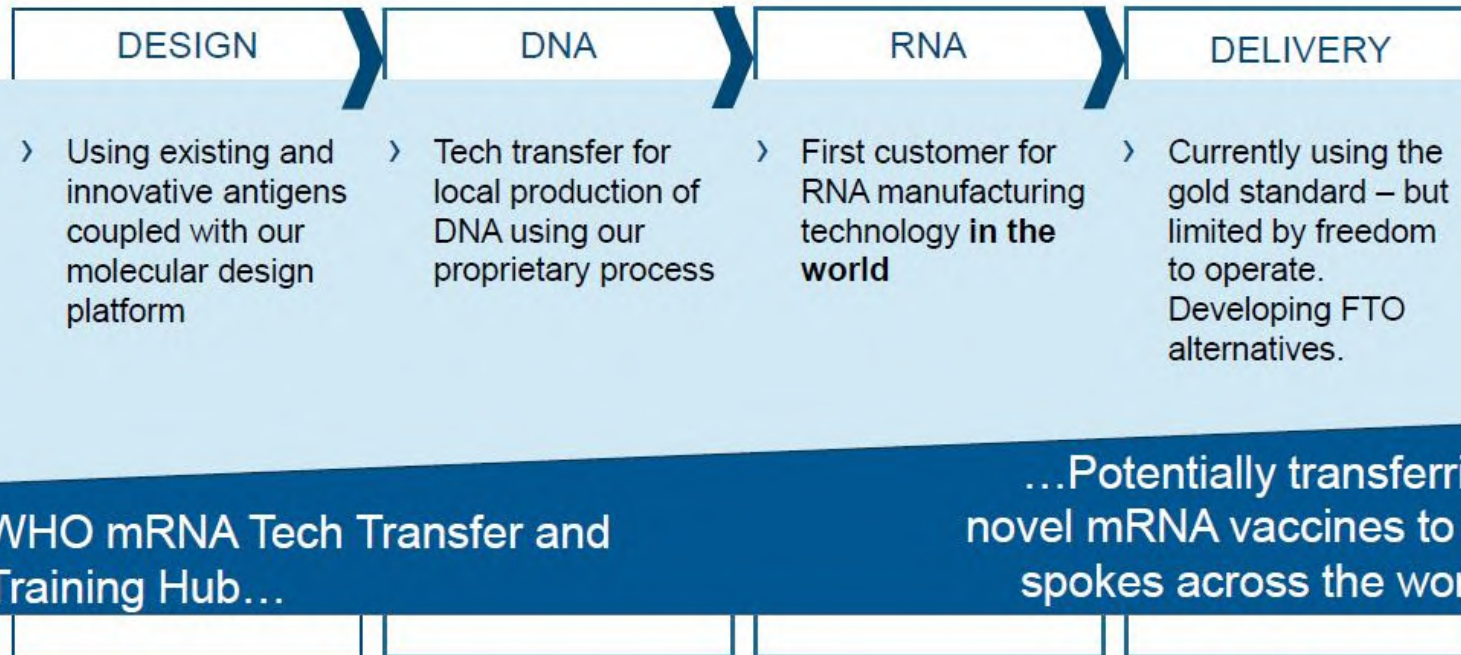 DESIGN
DNA
RNA
DELIVERY
› Using existing and
innovative antigens
coupled with our
molecular design
platform
› Tech transfer for
local production of
DNA using our
proprietary process
› First customer for
RNA manufacturing
technology in the
world
› Currently using the
gold standard – but
limited by freedom
to operate.
Developing FTO
alternatives.
WHO mRNA Tech Transfer and
Training Hub…
…Potentially
novel mRNA vaccines to
spokes across the